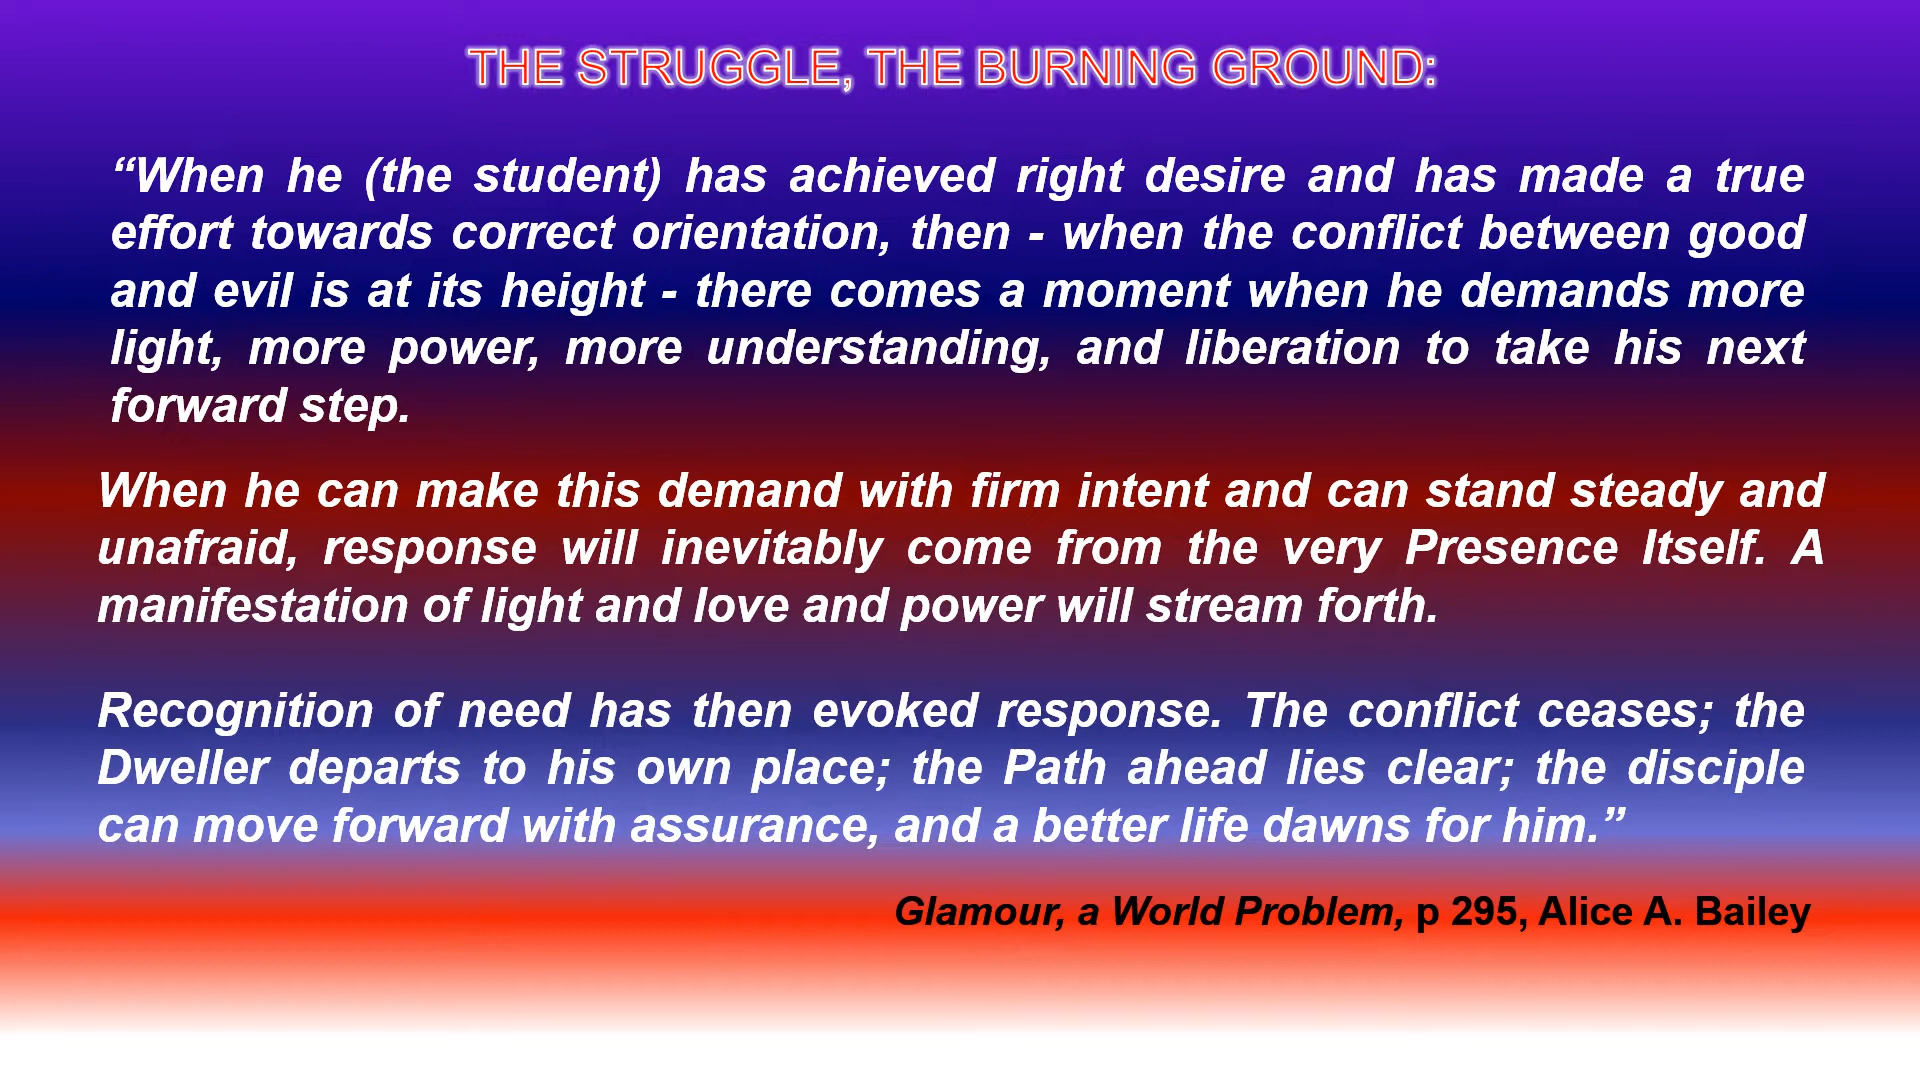 THE STRUGGLE, THE BURNING GROUND:
“When he (the student) has achieved right desire and has made a true
effort towards correct orientation, then - when the conflict between good
and evil is at its height - there comes a moment when he demands more
light, more power, more understanding, and liberation to take his next
forward step.
When he can make this demand with firm intent and can stand steady and
unafraid, response will inevitably come from the very Presence Itself. A
manifestation of light and love and power will stream forth.
Recognition of need has then evoked response. The conflict ceases; the
Dweller departs to his own place; the Path ahead lies clear; the disciple
can move forward with assurance, and a better life dawns for him.”
Glamour, a World Problem, p 295, Alice A. Bailey